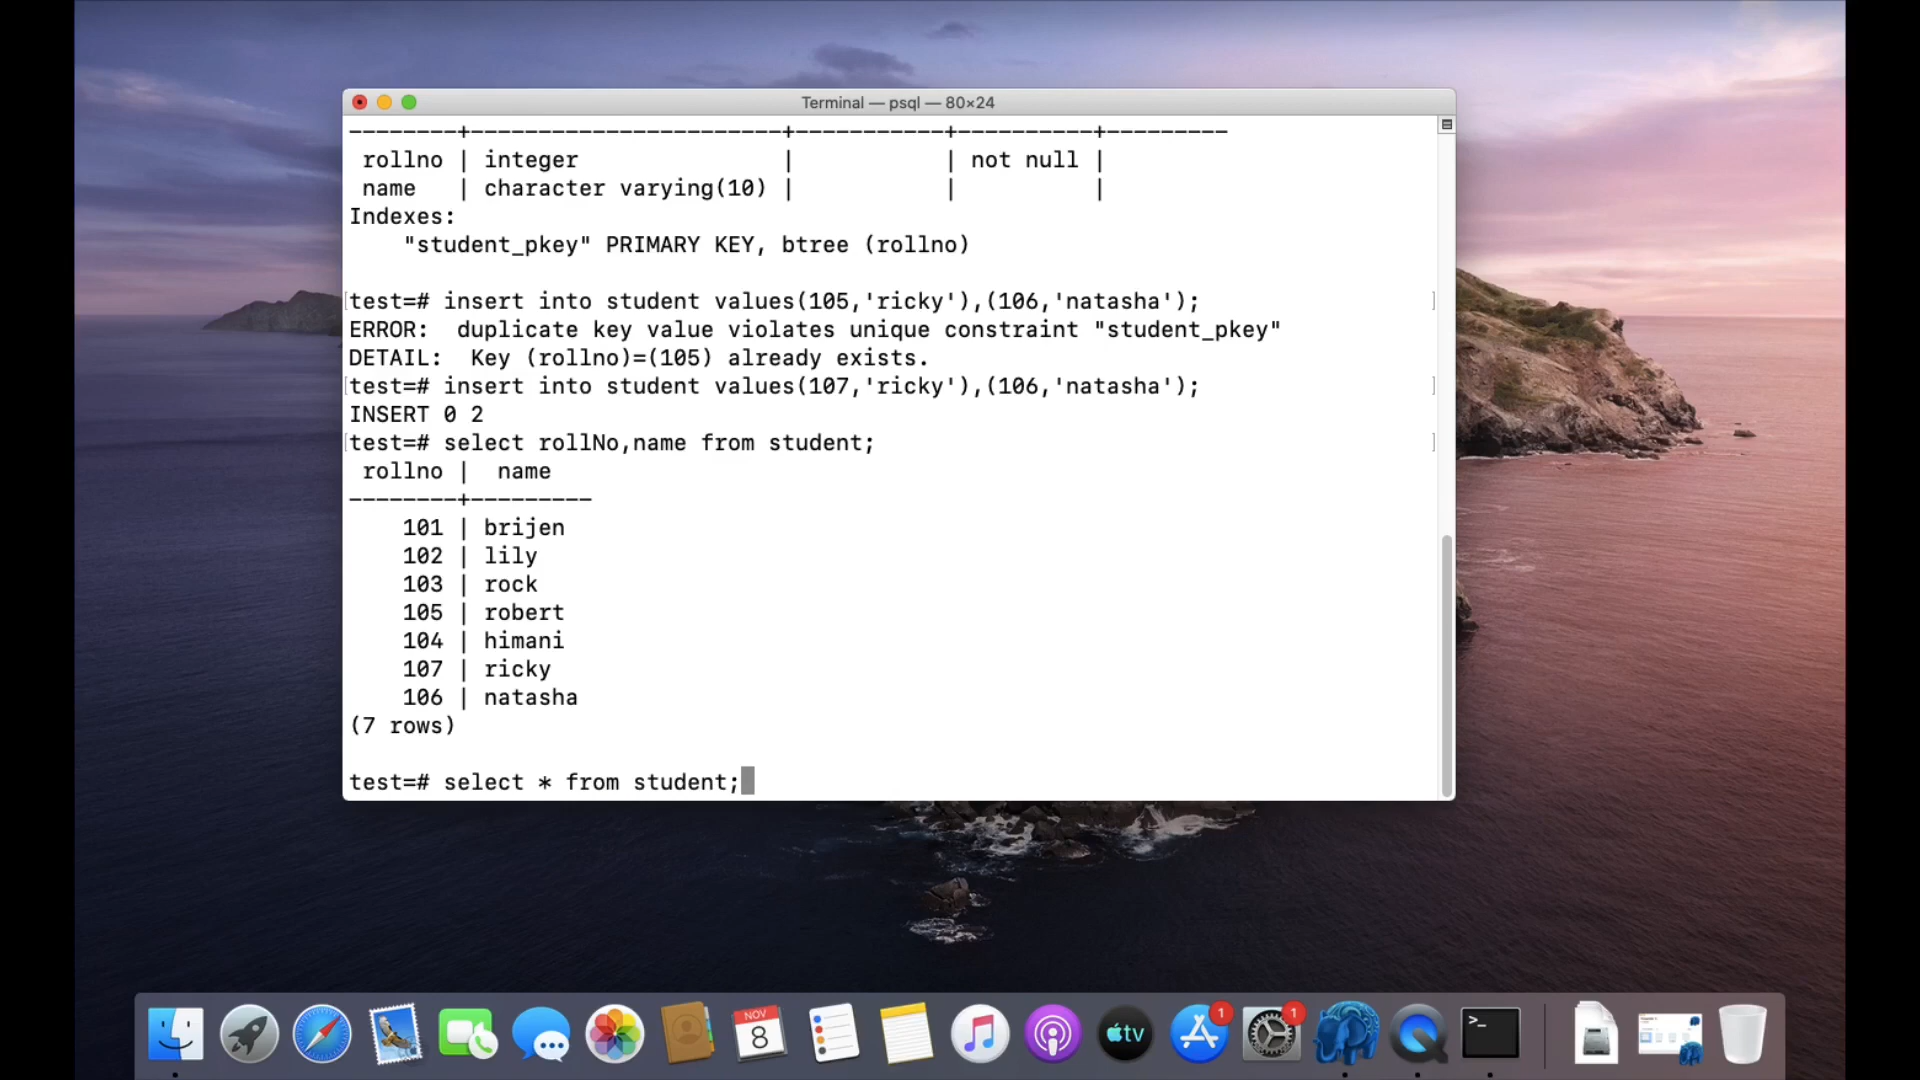 Terminal — psql — 80×24
--------+-----------------------+-----------+----------+---------
 rollno | integer               |           | not null |
 name   | character varying(10) |           |          |
Indexes:
    "student_pkey" PRIMARY KEY, btree (rollno)
test=# insert into student values(105,'ricky'),(106,'natasha');
ERROR:  duplicate key value violates unique constraint "student_pkey"
DETAIL:  Key (rollno)=(105) already exists.
test=# insert into student values(107,'ricky'),(106,'natasha');
INSERT 0 2
test=# select rollNo,name from student;
 rollno |  name
--------+---------
    101 | brijen
    102 | lily
    103 | rock
    105 | robert
    104 | himani
    107 | ricky
    106 | natasha
(7 rows)
test=# select * from student;
NOV
8
tv
1
1
>_